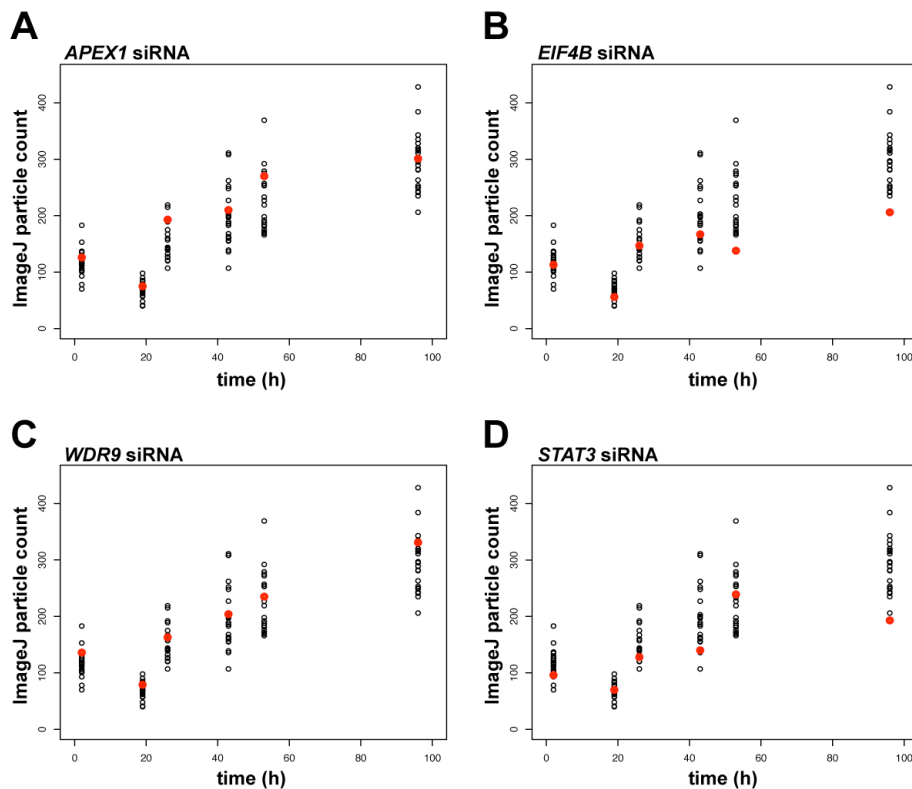 A
APEX1 siRNA
ImageJ particle count
400
300
200
100
0
0 20 40 60 80 100
time (h)
B
EIF4B siRNA
ImageJ particle count
400
300
200
100
0
0 20 40 60 80 100
time (h)
C
WDR9 siRNA
ImageJ particle count
400
300
200
100
0
0 20 40 60 80 100
time (h)
D
STAT3 siRNA
ImageJ particle count
400
300
200
100
0
0 20 40 60 80 100
time (h)